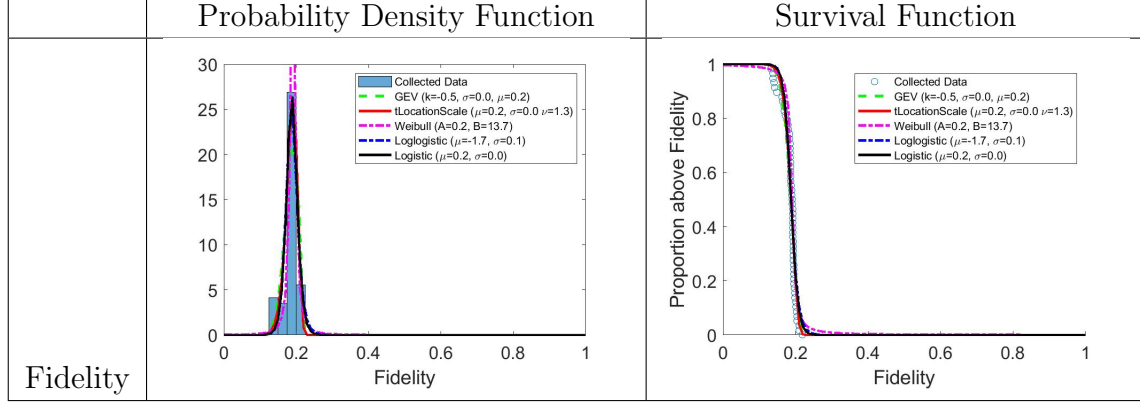 Probability Density Function
Survival Function
Fidelity
30
25
20
15
10
5
0
0
0.2
0.4
0.6
0.8
1
Fidelity
Collected Data
GEV (k=-0.5, σ=0.0, μ=0.2)
tLocationScale (μ=0.2, σ=0.0 ν=1.3)
Weibull (A=0.2, B=13.7)
Loglogistic (μ=-1.7, σ=0.1)
Logistic (μ=0.2, σ=0.0)
Proportion above Fidelity
1
0.8
0.6
0.4
0.2
0
0
0.2
0.4
0.6
0.8
1
Fidelity
Collected Data
GEV (k=-0.5, σ=0.0, μ=0.2)
tLocationScale (μ=0.2, σ=0.0 ν=1.3)
Weibull (A=0.2, B=13.7)
Loglogistic (μ=-1.7, σ=0.1)
Logistic (μ=0.2, σ=0.0)